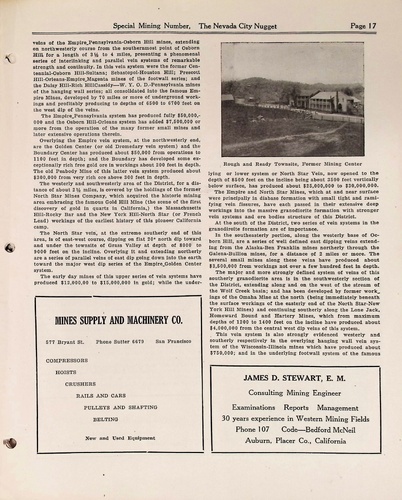 Special Mining Number, The Nevada City Nugget
Page 17
veins of the Empire-Pennsylvania-Osborn Hill mines, extending
on northwesterly course from the southernmost point of Osborn
Hill for a length of 3½ to 4 miles, presenting a phenomenal
series of interlinking and parallel vein systems of remarkable
strength and continuity. In this vein system were the former Cen-
tennial-Osborn Hill-Sultana; Sebastopol-Houston Hill; Prescott
Hill-Orleans-Empire, Magenta mines of the footwall series; and
the Daisy Hill-Rich Hill-Cassidy—W. Y. O. D.-Pennsylvania mines
of the hanging wall series; all consolidated into the famous Em-
pire Mines, developed by 70 miles or more of underground work-
ings and profitably producing to depths of 6500 to 6700 feet on
the west dip of the veins.
The Empire-Pennsylvania system has produced fully $50,000,-
000 and the Osborn Hill-Orleans system has added $7,500,000 or
more from the operation of the many former small mines and
later extensive operations therein.
Overlying the Empire vein system, at the northwesterly end,
are the Golden Center (or old Dromedary vein system) and the
Boundary Center has produced about $30,000 from operations to
1100 feet in depth; and the Boundary has developed some ex-
ceptionally rich free gold ore in workings about 100 feet in depth.
The old Peabody Mine of this latter vein system produced about
$300,000 from very rich ore above 200 feet in depth.
The westerly and southwesterly area of the District, for a dis-
tance of about 2½ miles, is covered by the holdings of the former
North Star Mines Company, which acquired the historic mining
area embracing the famous Gold Hill Mine (the scene of the first
discovery of gold in quartz in California,) the Massachusetts
Hill-Rocky Bar and the New York Hill-North Star (or French
Lead) workings of the earliest history of this pioneer California
camp.
The North Star vein, at the extreme southerly end of this
area, is of east-west course, dipping on flat 20° north dip toward
and under the townsite of Grass Valley at depth of 8500 to
9000 feet on the incline. Overlying it and extending northerly
are a series of parallel veins of east dip going down into the earth
toward the major west dip series of the Empire, Golden Center
system.
The early day mines of this upper series of vein systems have
produced $12,000,00 to $15,000,000 in gold; while the under-
Rough and Ready Townsite, Former Mining Center
lying or lower system or North Star Vein, now opened to the
depth of 8500 feet on the incline being about 2500 feet vertically
below surface, has produced $25,000,000 to $30,000,000.
The Empire and North Star Mines, which at and near surface
were principally in diabase formation with small tight and ramii-
fying vein fissures, have each passed in their extensive deep
workings into the massive granodiorite formation with stronger
vein systems and ore bodies structure of this District.
At the south of the District, two series of vein systems in the
granodireite formation are of importance.
In the southeasterly portion, along the westerly base of Os-
born Hill, are a series of well defined east dipping veins extend-
ing from the Alaska-Ben Franklin mines northerly through the
Galena-Bullion mines, for a distance of 2 miles or more. The
several small mines along these veins have produced about
$2,500,000 from workings not over a few hundred feet in depth.
The major and more strongly defined system of veins of this
southerly granodiorite area is in the southwesterly section of
the District, extending along and on the west of the stream of
the Wolf Creek basin; and has been developed by former work-
ings of the Omaha Mine at the north (being immediately beneath
the surface workings of the easterly end of the North Star-New
York Hill Mines) and continuing southerly along the Lone Jack,
Homeward Bound and Hartery Mines, which from maximum
depths of 1200 to 1400 feet on the incline have produced about
$4,000,000 from the central west dip veins of this system.
This vein system is also strongly evidenced westerly and
southerly respectively in the overlying hanging wall vein sys-
tem of the Wisconsin-Illinois mines which have produced about
$750,000; and in the underlying footwall system of the famous
MINES SUPPLY AND MACHINERY CO.
577 Bryant St. Phone Sutter 6670 San Francisco
COMPRESSORS
HOISTS
CRUSHERS
RAILS AND CARS
PULLEYS AND SHAFTING
BELTING
New and Used Equipment
JAMES D. STEWART, E. M.
Consulting Mining Engineer
Examinations Reports Management
30 years experience in Western Mining Fields
Phone 107 Code—Bedford McNeil
Auburn, Placer Co., California